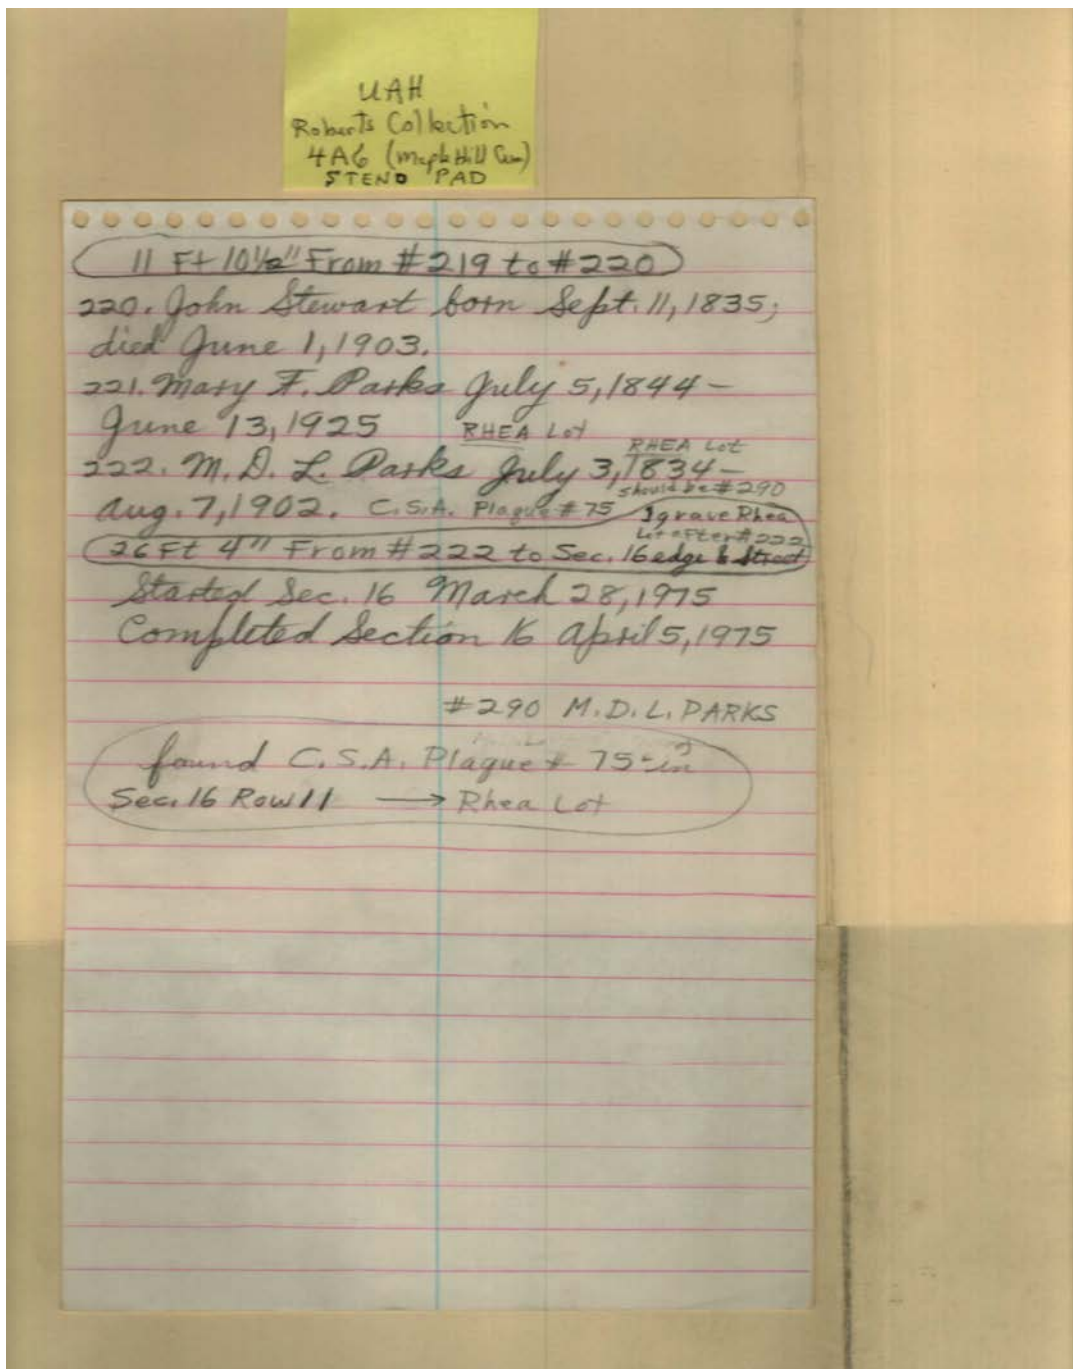 UAH
Roberts Collection
4A6 (Maple Hill Cem)
STENO PAD
11 Ft 10½" From #219 to #220
220. John Stewart born Sept. 11, 1835;
died June 1, 1903.
221. Mary F. Parks July 5, 1844 –
June 13, 1925 RHEA Lot
RHEA Lot
222. M. D. L. Parks July 3, 1834 –
should be #290
Aug. 7, 1902. C.S.A. Plaque #75
1 grave Rhea
Lot after #222
26 Ft 4" From #222 to Sec. 16 edge & Street
Started Sec. 16 March 28, 1975
Completed Section 16 April 5, 1975
#290 M.D.L. PARKS
found C.S.A. Plaque # 75 in
Sec. 16 Row 11 → Rhea Lot